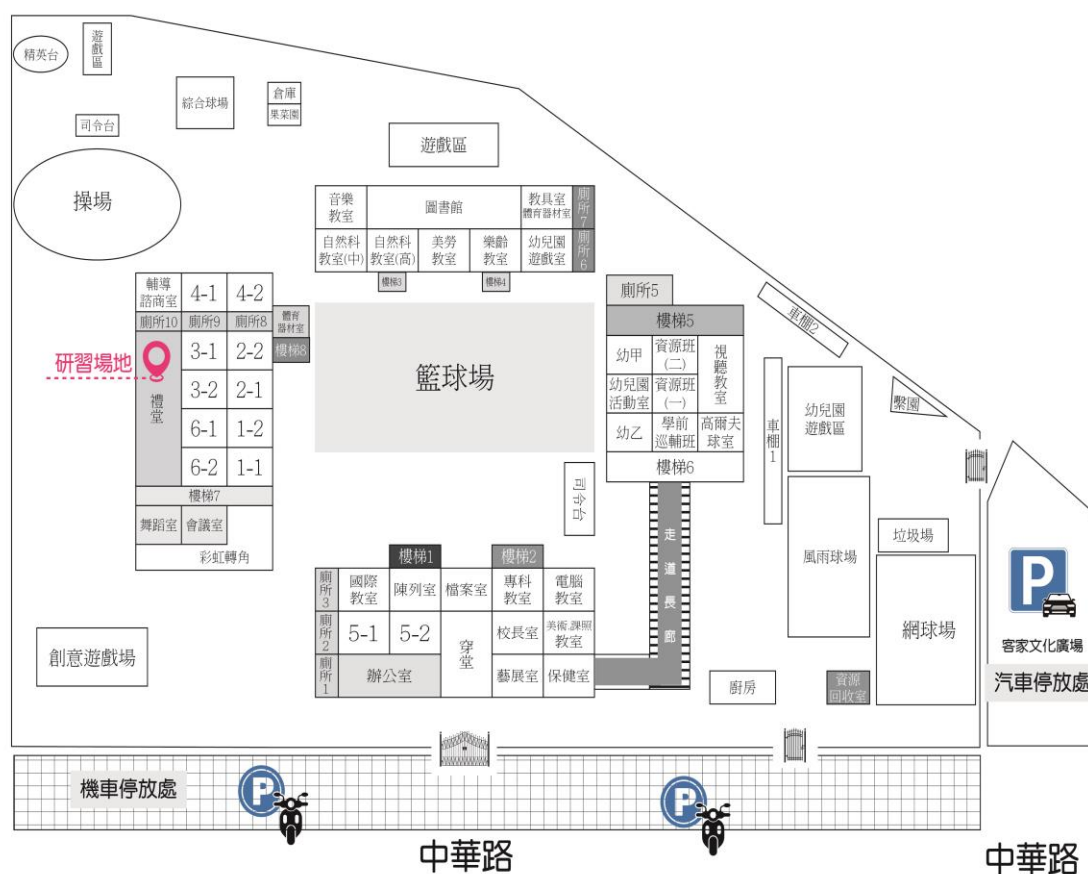 精英台
遊戲區
綜合球場
倉庫
果菜園
司令台
操場
遊戲區
音樂
教室
圖書館
教具室
體育器材室
廁所7
自然科
教室(中)
自然科
教室(高)
美勞
教室
樂齡
教室
幼兒園
遊戲室
廁所6
樓梯3
樓梯4
輔導
諮商室
4-1
4-2
廁所10
廁所9
廁所8
體育
器材室
樓梯8
研習場地
禮堂
3-1
2-2
3-2
2-1
6-1
1-2
6-2
1-1
樓梯7
舞蹈室
會議室
彩虹轉角
籃球場
司令台
廁所5
樓梯5
幼甲
資源班
(二)
視聽教室
幼兒園
活動室
資源班
(一)
幼乙
學前
巡輔班
高爾夫
球室
樓梯6
走道長廊
車棚2
車棚1
幼兒園
遊戲區
繫園
風雨球場
垃圾場
網球場
樓梯1
樓梯2
廁所3
國際
教室
陳列室
檔案室
專科
教室
電腦
教室
廁所2
5-1
5-2
穿堂
校長室
美術.課照
教室
廁所1
辦公室
藝展室
保健室
創意遊戲場
廚房
資源
回收室
P
客家文化廣場
汽車停放處
機車停放處
P
P
中華路
中華路